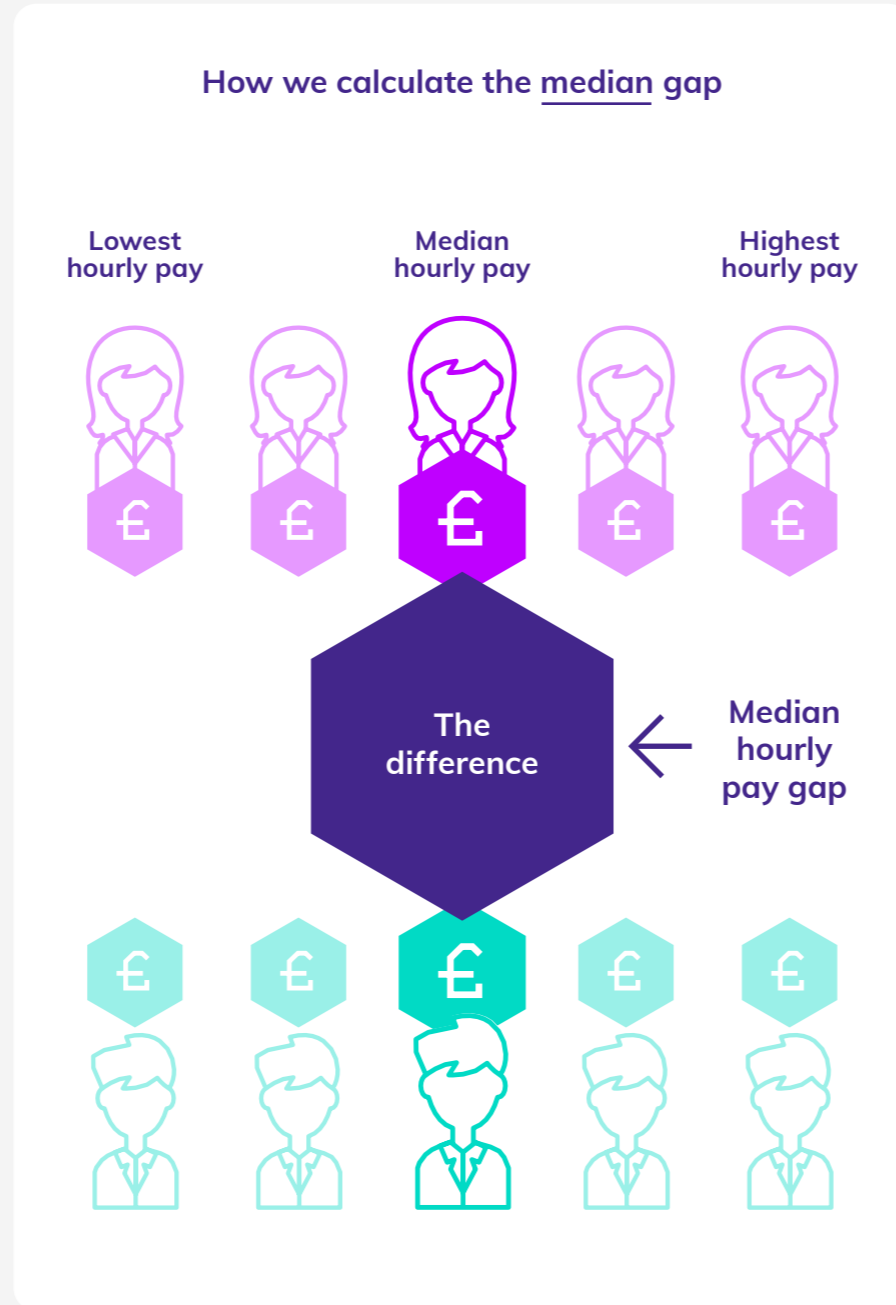 How we calculate the median gap
Lowest
hourly pay
Median
hourly pay
Highest
hourly pay
£
£
£
£
£
The
difference
Median
hourly
pay gap
£
£
£
£
£